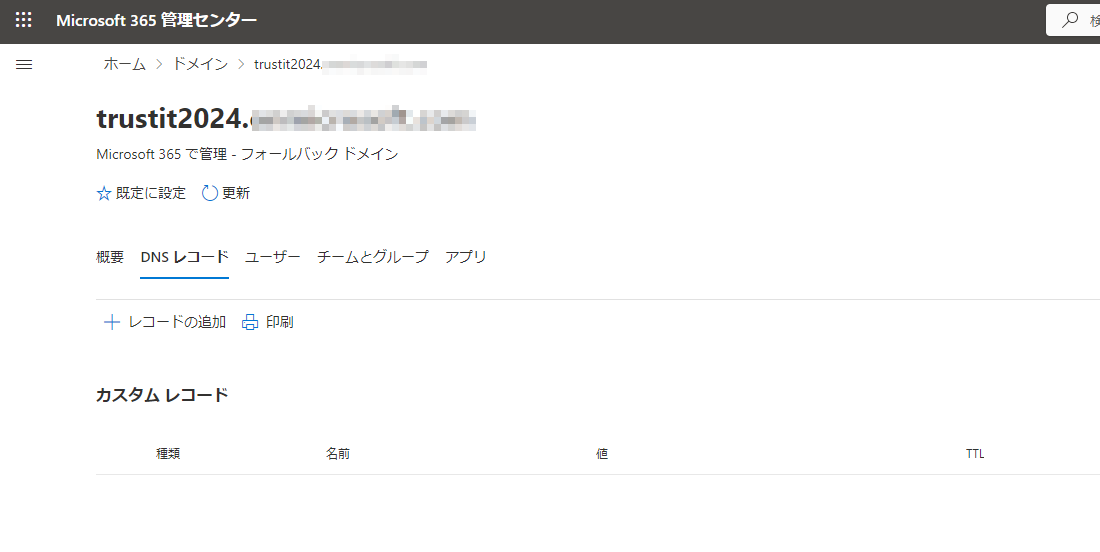 Microsoft 365 管理センター
検
ホーム > ドメイン > trustit2024.
trustit2024.
Microsoft 365 で管理 - フォールバック ドメイン
既定に設定 更新
概要 DNS レコード ユーザー チームとグループ アプリ
レコードの追加 印刷
カスタム レコード
種類 名前 値 TTL